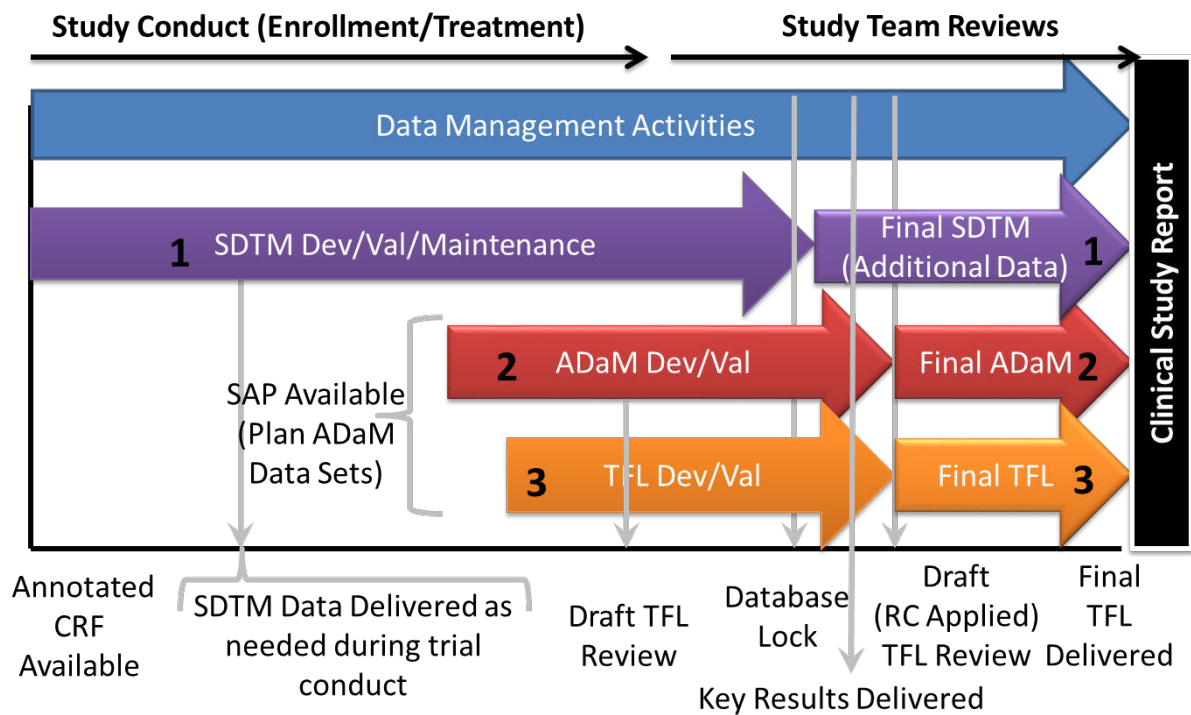 Study Conduct (Enrollment/Treatment)
Study Team Reviews
Data Management Activities
1
SDTM Dev/Val/Maintenance
Final SDTM
(Additional Data)
1
2
ADaM Dev/Val
Final ADaM
2
SAP Available
(Plan ADaM
Data Sets)
3
TFL Dev/Val
Final TFL
3
Clinical Study Report
Annotated
CRF
Available
SDTM Data Delivered as
needed during trial
conduct
Draft TFL
Review
Database
Lock
Draft
(RC Applied)
TFL Review
Final
TFL
Delivered
Key Results Delivered